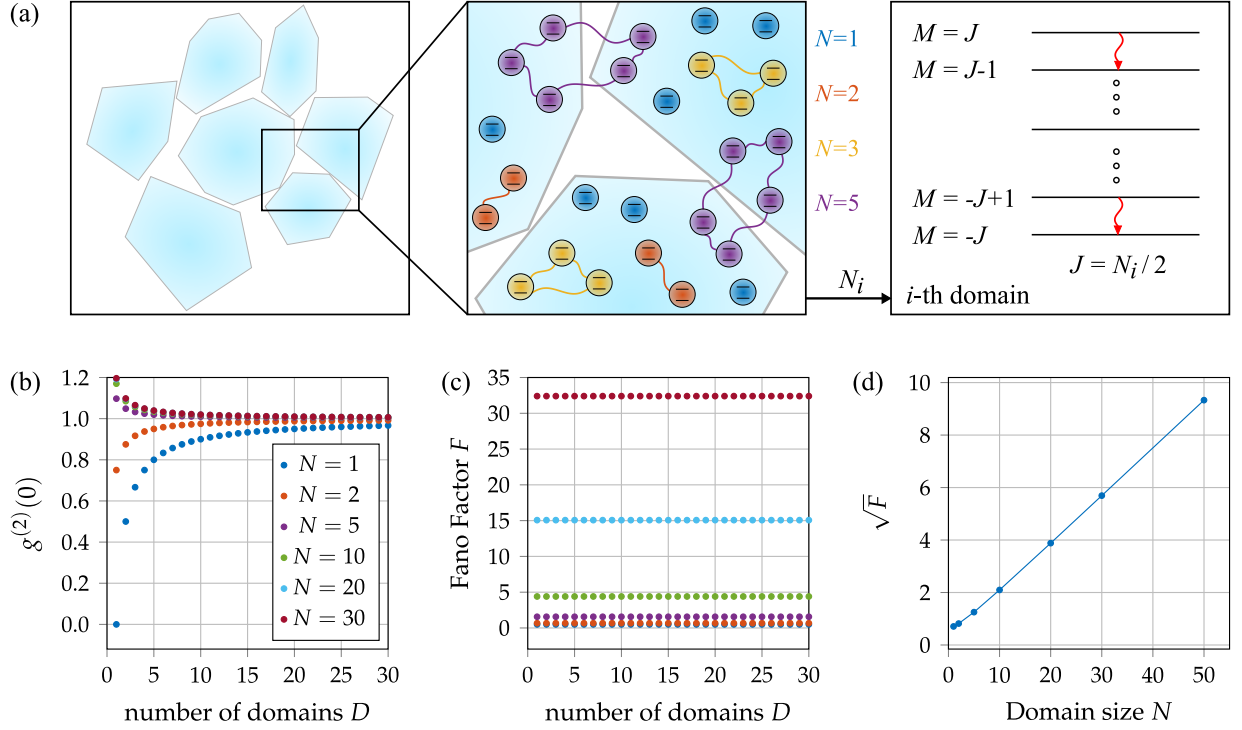 (a)
N=1
N=2
N=3
N=5
N_i
M = J
M = J-1
M = -J+1
M = -J
J = N_i / 2
i-th domain
(b)
g^(2)(0)
1.2
1.0
0.8
0.6
0.4
0.2
0.0
N = 1
N = 2
N = 5
N = 10
N = 20
N = 30
0 5 10 15 20 25 30
number of domains D
(c)
Fano Factor F
35
30
25
20
15
10
5
0
0 5 10 15 20 25 30
number of domains D
(d)
√F
10
8
6
4
2
0
0 10 20 30 40 50
Domain size N